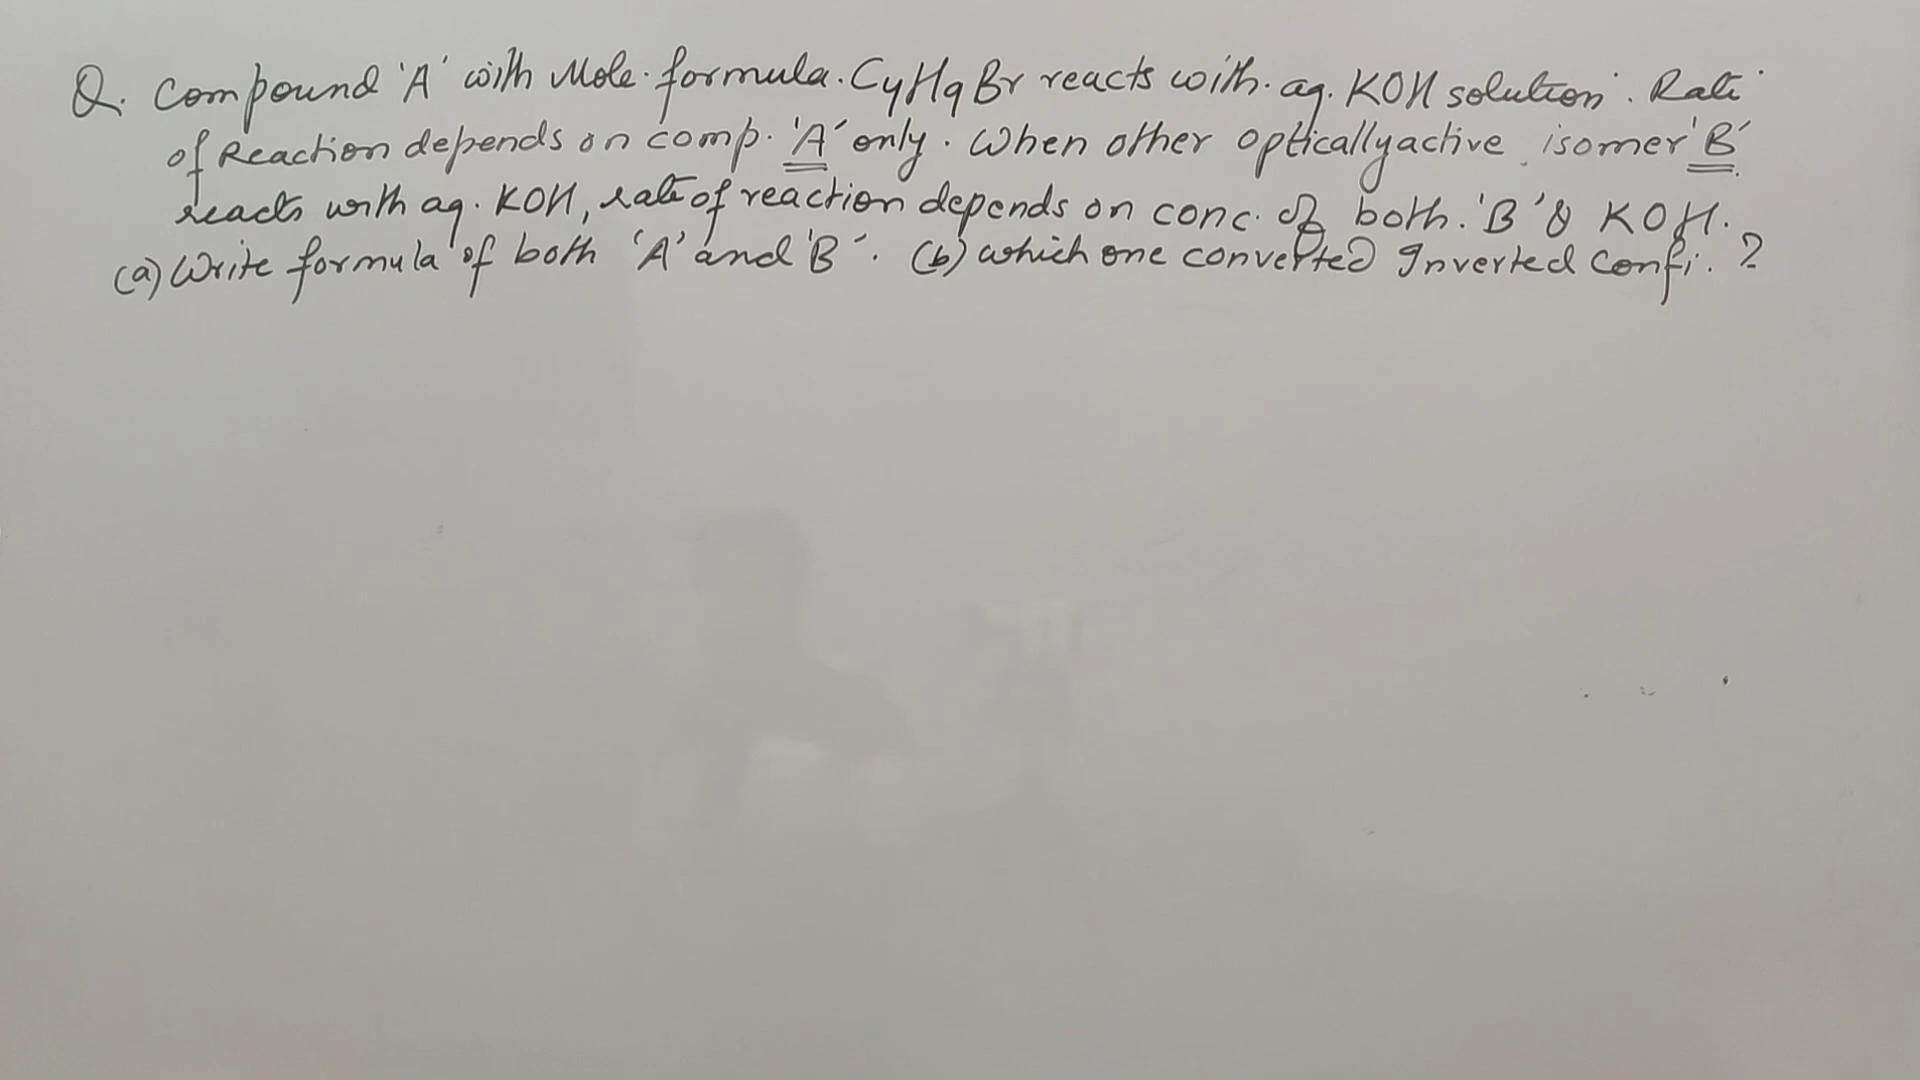 Q. Compound 'A' with Mole. formula. C4H9Br reacts with. aq. KOH solution. Rate
of Reaction depends on comp. 'A' only. When other optically active isomer 'B'
reacts with aq. KOH, rate of reaction depends on conc. of both. 'B' & KOH.
(a) Write formula of both 'A' and 'B'. (b) which one converted Inverted Confi. ?